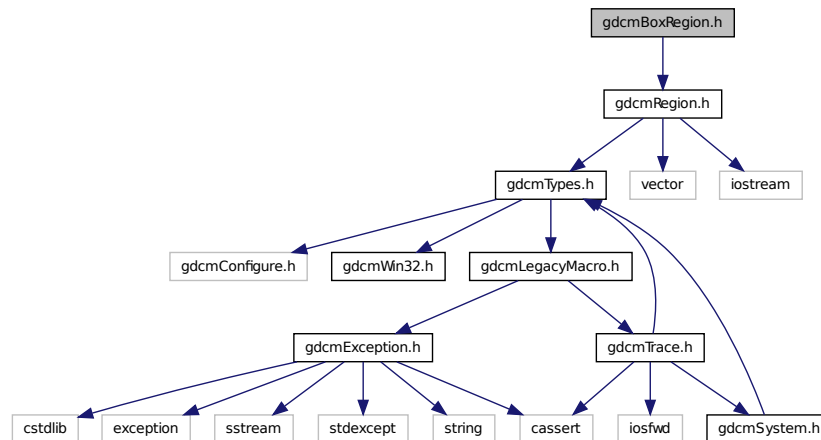 gdcmBoxRegion.h
gdcmRegion.h
gdcmTypes.h
vector
iostream
gdcmConfigure.h
gdcmWin32.h
gdcmLegacyMacro.h
gdcmException.h
gdcmTrace.h
cstdlib
exception
sstream
stdexcept
string
cassert
iosfwd
gdcmSystem.h